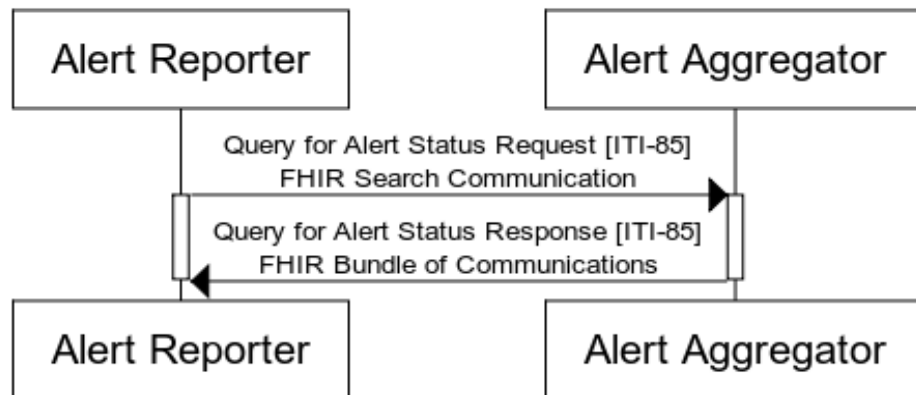 Alert Reporter
Alert Aggregator
Query for Alert Status Request [ITI-85]
FHIR Search Communication
Query for Alert Status Response [ITI-85]
FHIR Bundle of Communications
Alert Reporter
Alert Aggregator